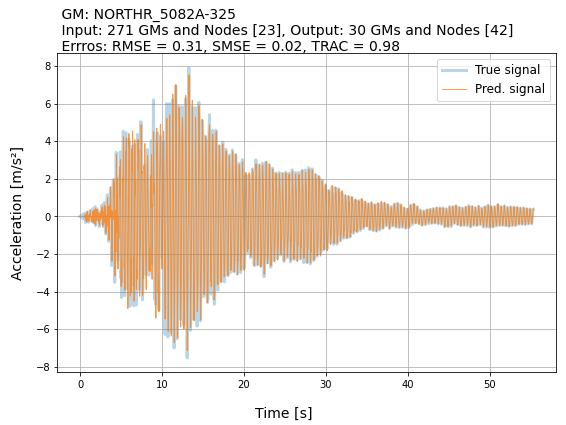 GM: NORTHR_5082A-325
Input: 271 GMs and Nodes [23], Output: 30 GMs and Nodes [42]
Errros: RMSE = 0.31, SMSE = 0.02, TRAC = 0.98
True signal
Pred. signal
8
6
4
2
0
−2
−4
−6
−8
Acceleration [m/s²]
0 10 20 30 40 50
Time [s]